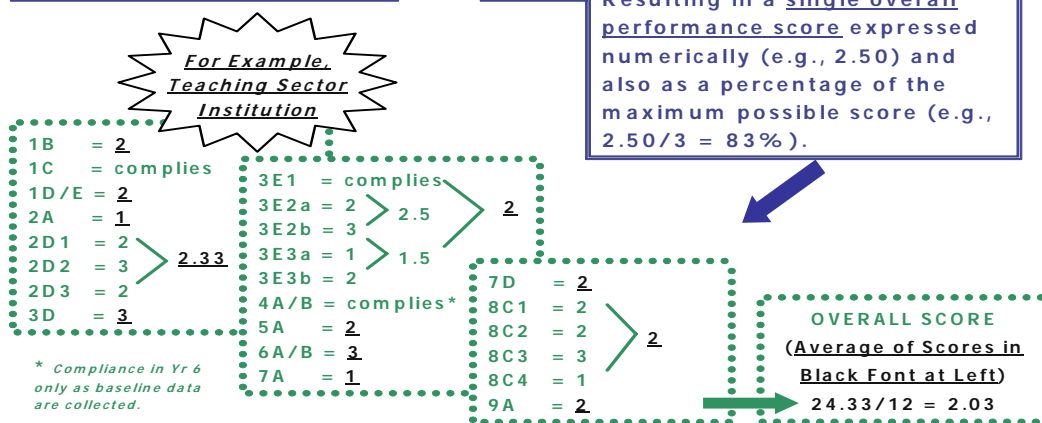 Resulting in a single overall
performance score expressed
numerically (e.g., 2.50) and
also as a percentage of the
maximum possible score (e.g.,
2.50/3 = 83%).
For Example,
Teaching Sector
Institution
1B = 2
1C = complies
1D/E = 2
2A = 1
2D1 = 2
2D2 = 3
2D3 = 2
2.33
3D = 3
* Compliance in Yr 6
only as baseline data
are collected.
3E1 = complies
3E2a = 2
3E2b = 3
2.5
3E3a = 1
3E3b = 2
1.5
2
4A/B = complies*
5A = 2
6A/B = 3
7A = 1
7D = 2
8C1 = 2
8C2 = 2
8C3 = 3
8C4 = 1
2
9A = 2
OVERALL SCORE
(Average of Scores in
Black Font at Left)
24.33/12 = 2.03